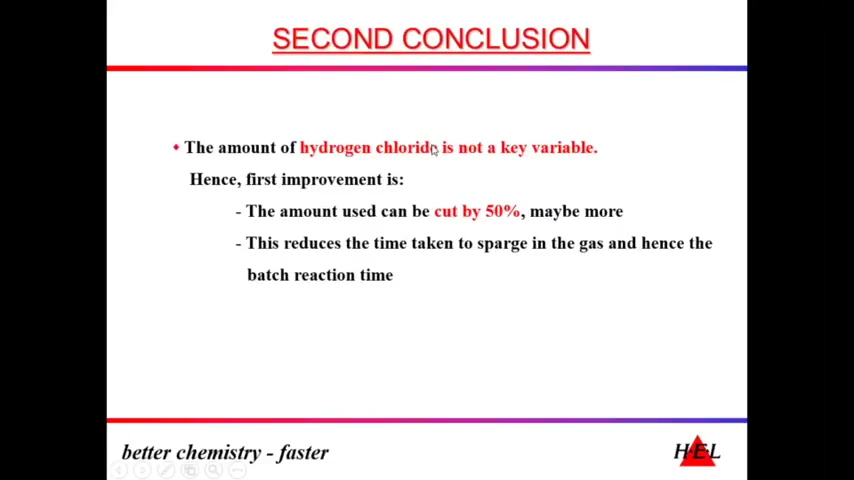 SECOND CONCLUSION
♦ The amount of hydrogen chloride is not a key variable.
Hence, first improvement is:
- The amount used can be cut by 50%, maybe more
- This reduces the time taken to sparge in the gas and hence the
batch reaction time
better chemistry - faster
HEL